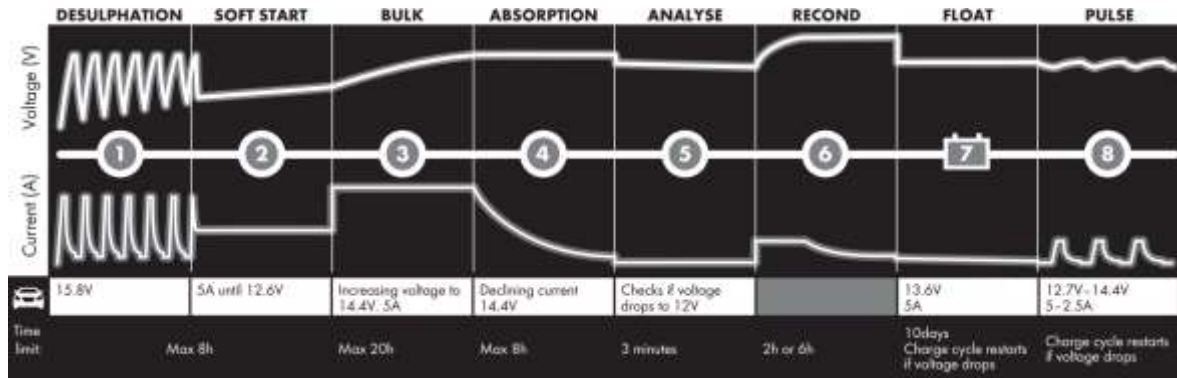 DESULPHATION SOFT START BULK ABSORPTION ANALYSE RECOND FLOAT PULSE
Voltage (V)
1 2 3 4 5 6 7 8
Current (A)
15.8V
5A until 12.6V
Increasing voltage to
14.4V. 5A
Declining current
14.4V
Checks if voltage
drops to 12V
13.6V
5A
12.7V–14.4V
5–2.5A
Time
limit:
Max 8h
Max 20h
Max 8h
3 minutes
2h or 6h
10days
Charge cycle restarts
if voltage drops
Charge cycle restarts
if voltage drops